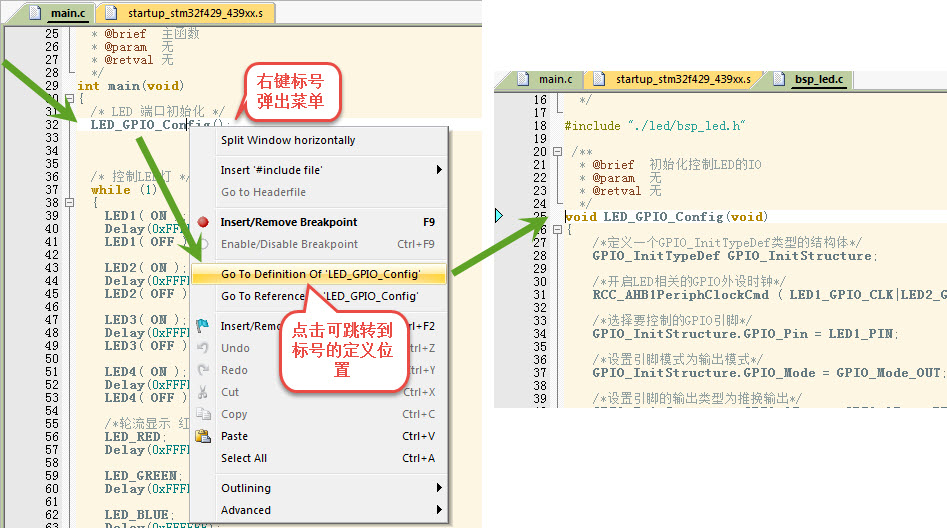 main.c
startup_stm32f429_439xx.s
25 * @brief 主函数
26 * @param 无
27 * @retval 无
28 */
29 int main(void)
30 {
31 /* LED 端口初始化 */
32 LED_GPIO_Config();
/* 控制LED灯 */
37 while (1)
38 {
39 LED1( ON );
40 Delay(0xFFF
41 LED1( OFF )
42
43 LED2( ON );
44 Delay(0xFFF
45 LED2( OFF )
46
47 LED3( ON );
48 Delay(0xFFF
49 LED3( OFF )
50
51 LED4( ON );
52 Delay(0xFFF
53 LED4( OFF )
54
55 /*轮流显示 红
56 LED_RED;
57 Delay(0xFFFF
58
59 LED_GREEN;
60 Delay(0xFFFF
61
62 LED_BLUE;
63
右键标号
弹出菜单
Split Window horizontally
Insert '#include file'
Go to Headerfile
Insert/Remove Breakpoint F9
Enable/Disable Breakpoint Ctrl+F9
Go To Definition Of 'LED_GPIO_Config'
Go To Reference 'LED_GPIO_Config'
Insert/Remo rl+F2
Undo l+Z
Redo l+Y
Cut l+X
Copy Ctrl+C
Paste Ctrl+V
Select All Ctrl+A
Outlining
Advanced
点击可跳转到
标号的定义位
置
main.c
startup_stm32f429_439xx.s
bsp_led.c
16 */
17
18 #include "./led/bsp_led.h"
19
20 /**
21 * @brief 初始化控制LED的IO
22 * @param 无
23 * @retval 无
24 */
25 void LED_GPIO_Config(void)
26 {
27 /*定义一个GPIO_InitTypeDef类型的结构体*/
28 GPIO_InitTypeDef GPIO_InitStructure;
29
30 /*开启LED相关的GPIO外设时钟*/
31 RCC_AHB1PeriphClockCmd ( LED1_GPIO_CLK|LED2_G
32
33 /*选择要控制的GPIO引脚*/
34 GPIO_InitStructure.GPIO_Pin = LED1_PIN;
35
36 /*设置引脚模式为输出模式*/
37 GPIO_InitStructure.GPIO_Mode = GPIO_Mode_OUT;
38
39 /*设置引脚的输出类型为推挽输出*/